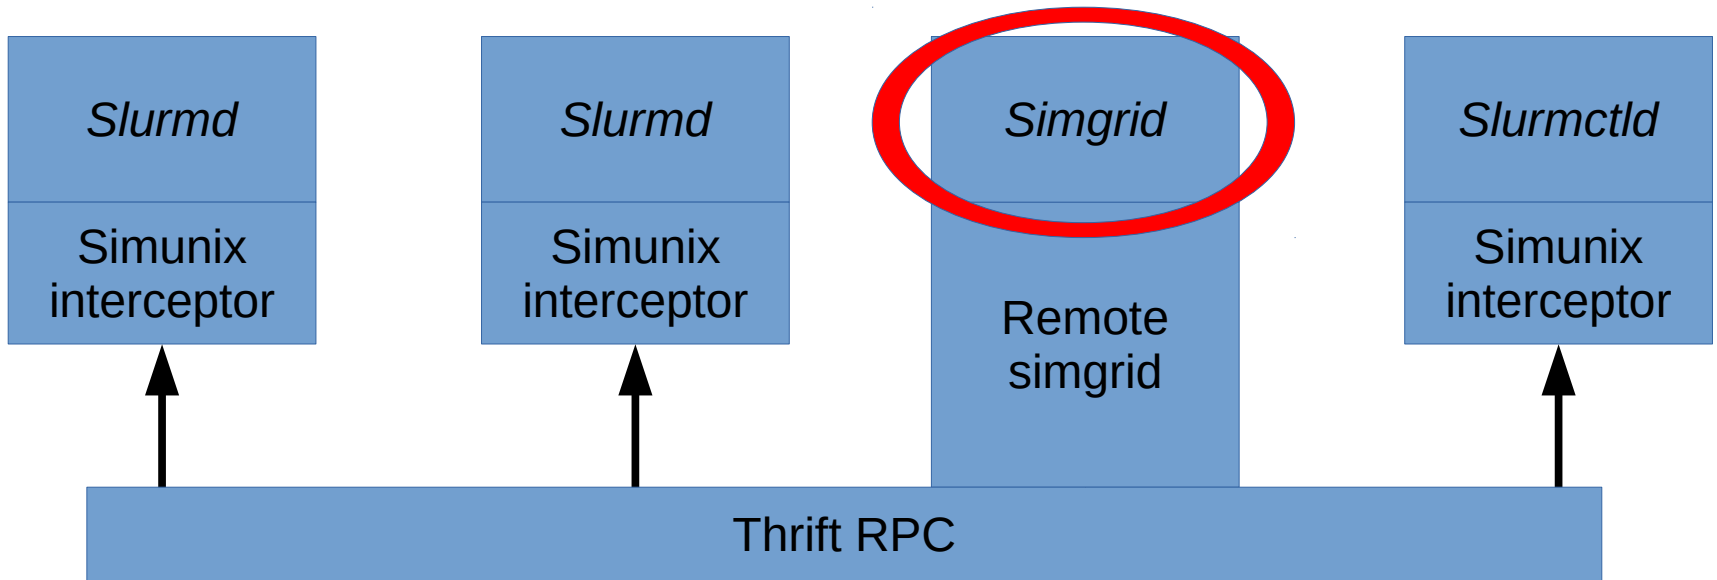 Slurmd
Slurmd
Simgrid
Slurmctld
Simunix
interceptor
Simunix
interceptor
Remote
simgrid
Simunix
interceptor
Thrift RPC